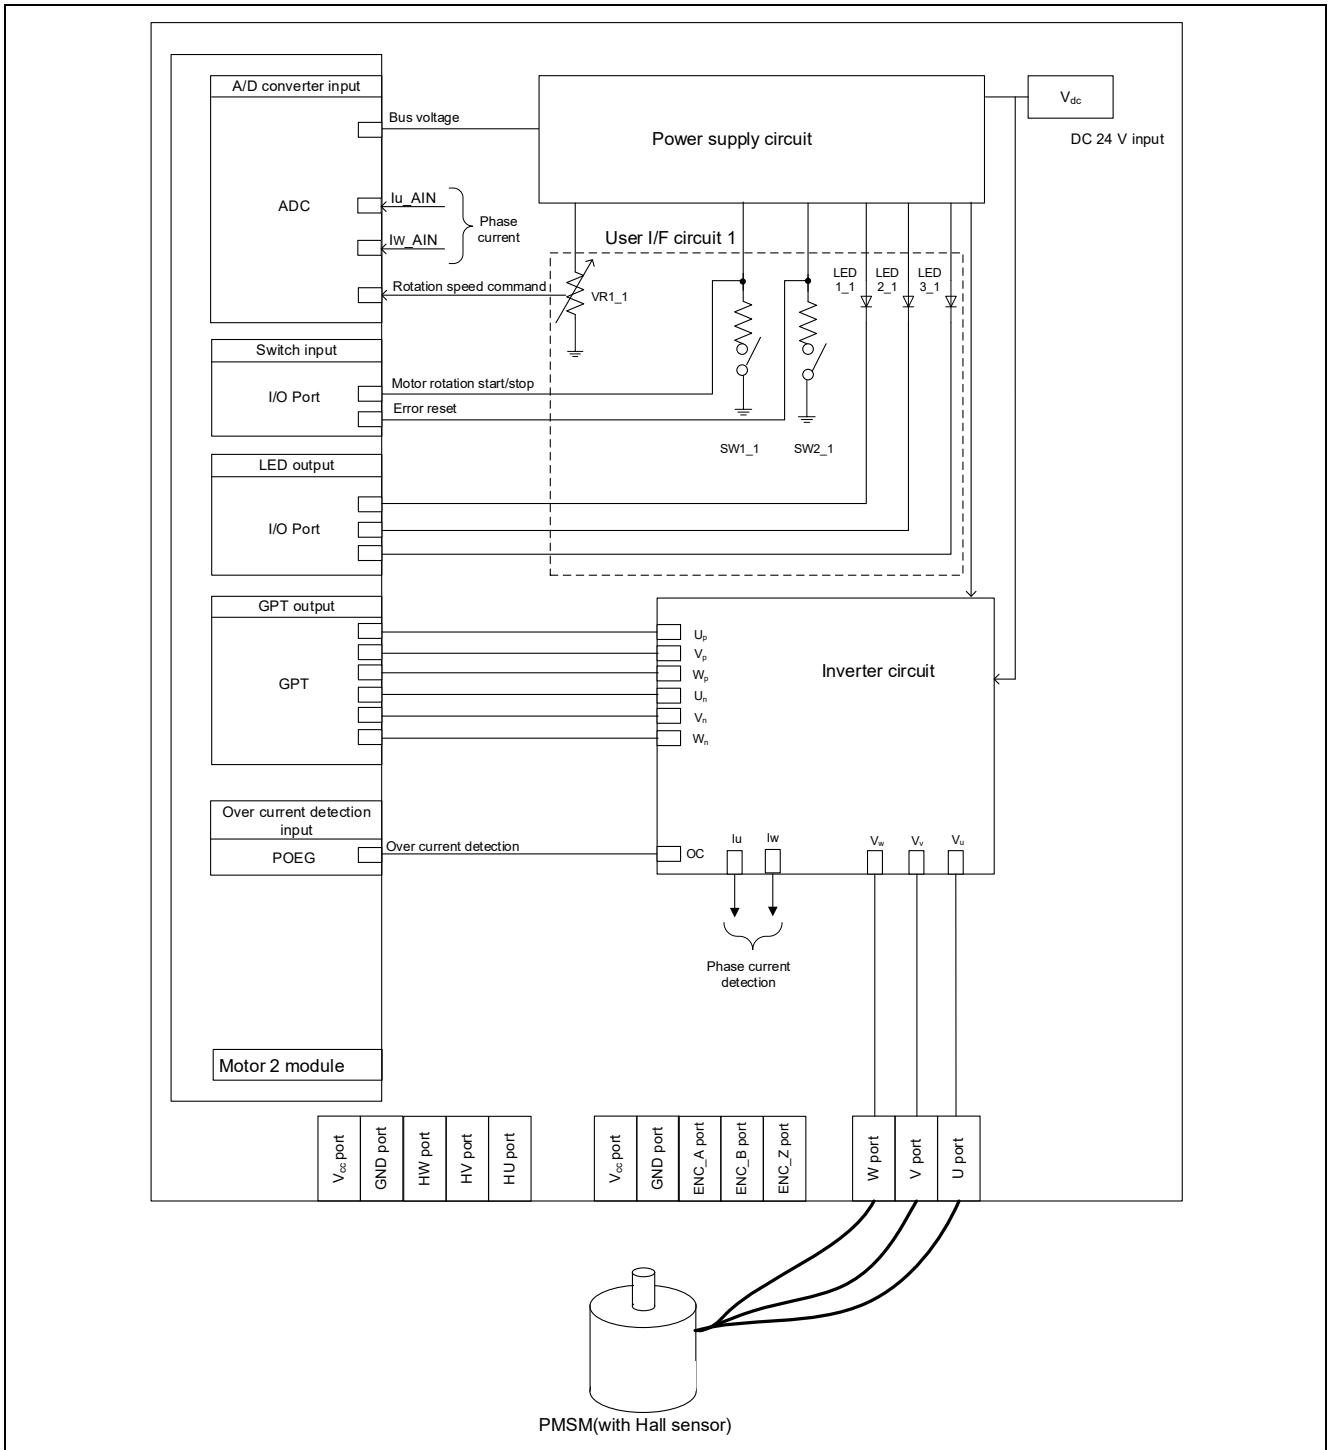 A/D converter input
Bus voltage
ADC
Iu_AIN
Iw_AIN
Phase
current
Rotation speed command
Power supply circuit
Vdc
DC 24 V input
User I/F circuit 1
VR1_1
LED
1_1
LED
2_1
LED
3_1
Switch input
I/O Port
Motor rotation start/stop
Error reset
SW1_1
SW2_1
LED output
I/O Port
GPT output
GPT
Up
Vp
Wp
Un
Vn
Wn
Inverter circuit
Over current detection
input
POEG
Over current detection
OC
Iu
Iw
Vw
Vv
Vu
Phase current
detection
Motor 2 module
Vcc port
GND port
HW port
HV port
HU port
Vcc port
GND port
ENC_A port
ENC_B port
ENC_Z port
W port
V port
U port
PMSM(with Hall sensor)